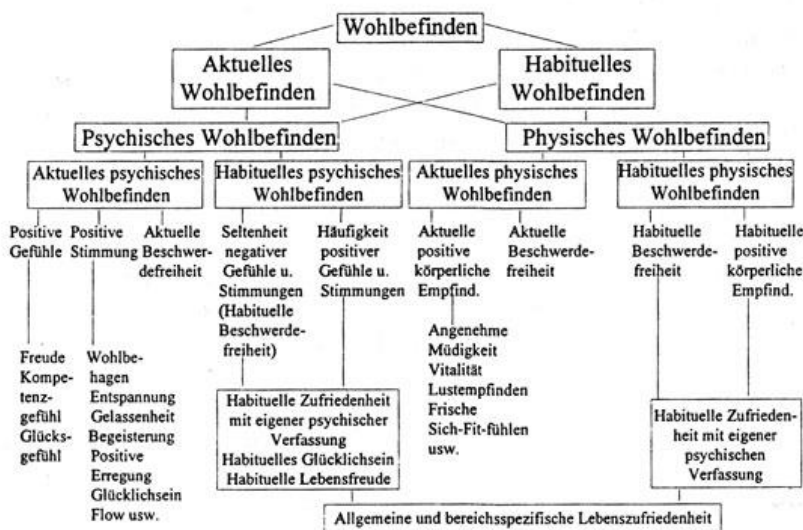 Wohlbefinden
Aktuelles
Wohlbefinden
Habituelles
Wohlbefinden
Psychisches Wohlbefinden
Physisches Wohlbefinden
Aktuelles psychisches
Wohlbefinden
Habituelles psychisches
Wohlbefinden
Aktuelles physisches
Wohlbefinden
Habituelles physisches
Wohlbefinden
Positive
Gefühle
Positive
Stimmung
Aktuelle
Beschwer-
defreiheit
Seltenheit
negativer
Gefühle u.
Stimmungen
(Habituelle
Beschwerde-
freiheit)
Häufigkeit
positiver
Gefühle u.
Stimmungen
Aktuelle
positive
körperliche
Empfind.
Aktuelle
Beschwerde-
freiheit
Habituelle
Beschwerde-
freiheit
Habituelle
positive
körperliche
Empfind.
Freude
Kompe-
tenz-
gefühl
Glücks-
gefühl
Wohlbe-
hagen
Entspannung
Gelassenheit
Begeisterung
Positive
Erregung
Glücklichsein
Flow usw.
Habituelle Zufriedenheit
mit eigener psychischer
Verfassung
Habituelles Glücklichsein
Habituelle Lebensfreude
Angenehme
Müdigkeit
Vitalität
Lustempfinden
Frische
Sich-Fit-fühlen
usw.
Habituelle Zufrieden-
heit mit eigener
psychischen
Verfassung
Allgemeine und bereichsspezifische Lebenszufriedenheit